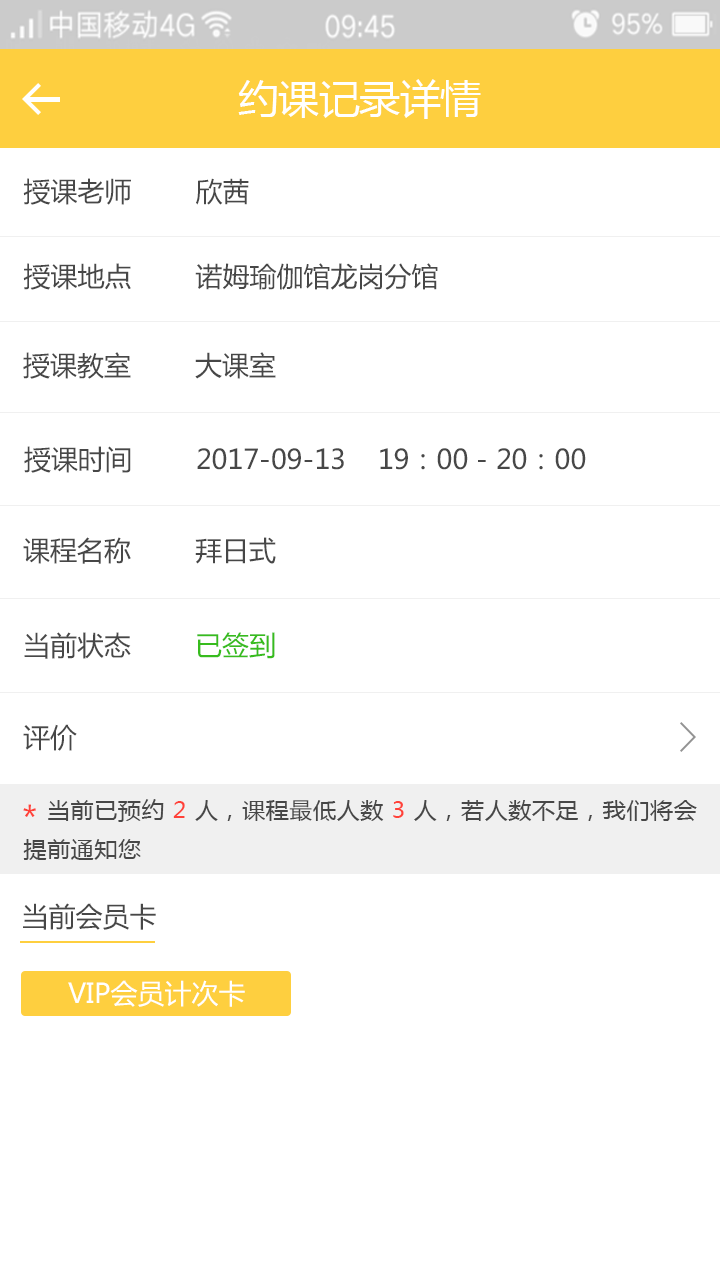 中国移动4G 09:45 95%
约课记录详情
授课老师 欣茜
授课地点 诺姆瑜伽馆龙岗分馆
授课教室 大课室
授课时间 2017-09-13 19：00 - 20：00
课程名称 拜日式
当前状态 已签到
评价
* 当前已预约 2 人，课程最低人数 3 人，若人数不足，我们将会
提前通知您
当前会员卡
VIP会员计次卡